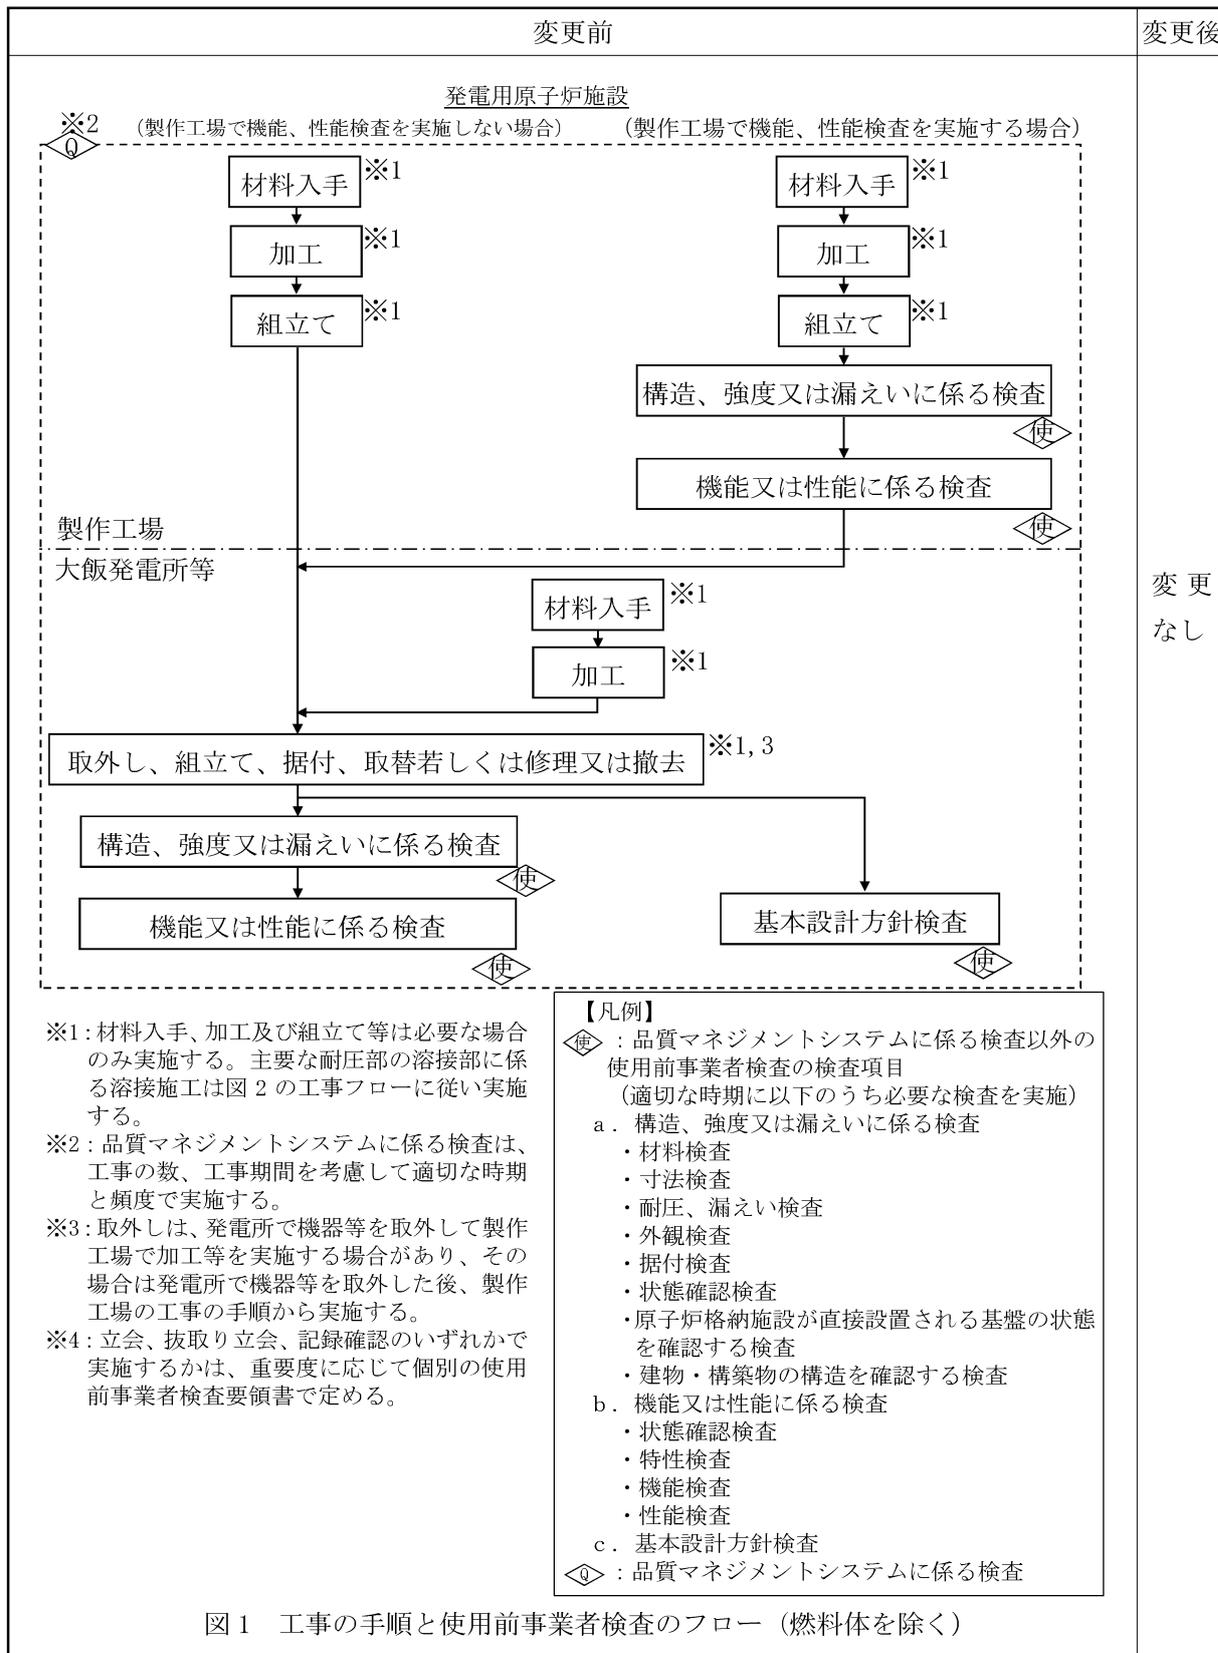 変更前
変更後
発電用原子炉施設
※2
Q
(製作工場で機能、性能検査を実施しない場合)
(製作工場で機能、性能検査を実施する場合)
材料入手
※1
加工
※1
組立て
※1
材料入手
※1
加工
※1
組立て
※1
構造、強度又は漏えいに係る検査
使
機能又は性能に係る検査
使
製作工場
大飯発電所等
材料入手
※1
加工
※1
取外し、組立て、据付、取替若しくは修理又は撤去
※1, 3
構造、強度又は漏えいに係る検査
使
機能又は性能に係る検査
使
基本設計方針検査
使
変更
なし
※1:材料入手、加工及び組立て等は必要な場合
のみ実施する。主要な耐圧部の溶接部に係
る溶接施工は図2の工事フローに従い実施
する。
※2:品質マネジメントシステムに係る検査は、
工事の数、工事期間を考慮して適切な時期
と頻度で実施する。
※3:取外しは、発電所で機器等を取外して製作
工場で加工等を実施する場合があり、その
場合は発電所で機器等を取外した後、製作
工場の工事の手順から実施する。
※4:立会、抜取り立会、記録確認のいずれかで
実施するかは、重要度に応じて個別の使用
前事業者検査要領書で定める。
【凡例】
使:品質マネジメントシステムに係る検査以外の
使用前事業者検査の検査項目
(適切な時期に以下のうち必要な検査を実施)
a.構造、強度又は漏えいに係る検査
・材料検査
・寸法検査
・耐圧、漏えい検査
・外観検査
・据付検査
・状態確認検査
・原子炉格納施設が直接設置される基盤の状態
を確認する検査
・建物・構築物の構造を確認する検査
b.機能又は性能に係る検査
・状態確認検査
・特性検査
・機能検査
・性能検査
c.基本設計方針検査
Q:品質マネジメントシステムに係る検査
図1 工事の手順と使用前事業者検査のフロー(燃料体を除く)